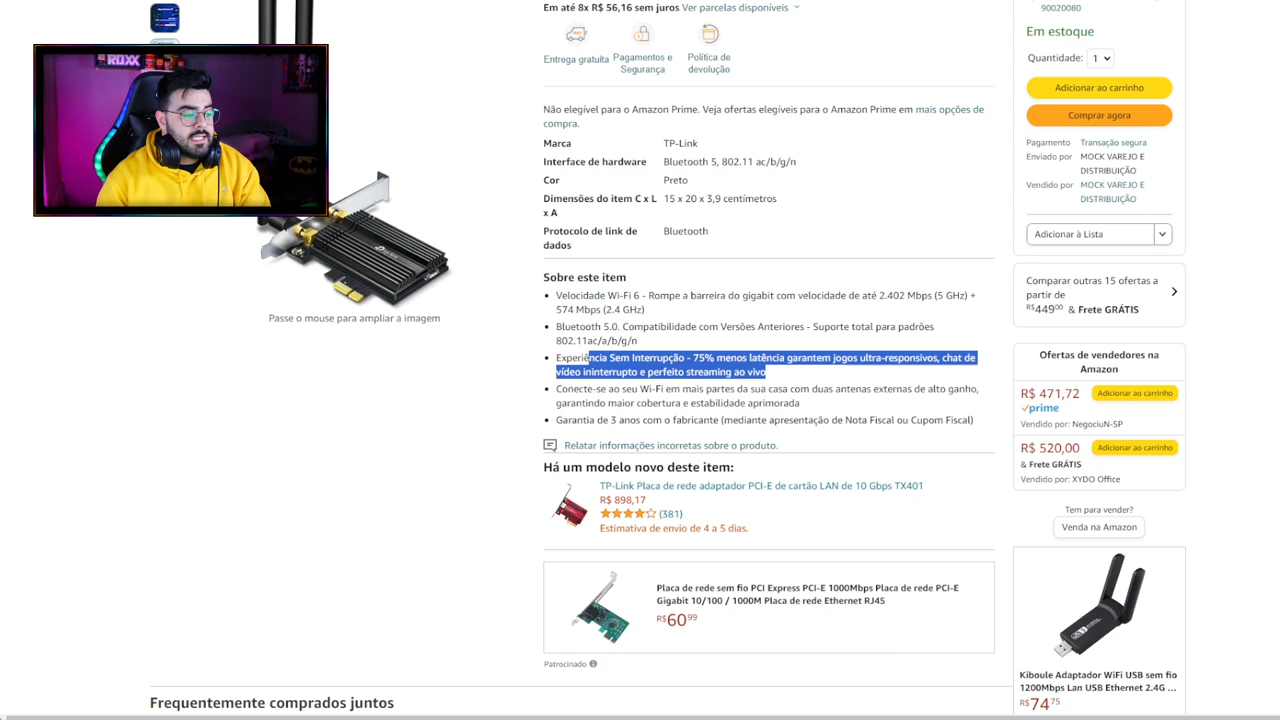 Em até 8x R$ 56,16 sem juros Ver parcelas disponíveis
Entrega gratuita
Pagamentos e
Segurança
Política de
devolução
Não elegível para o Amazon Prime. Veja ofertas elegíveis para o Amazon Prime em mais opções de
compra.
Marca TP-Link
Interface de hardware Bluetooth 5, 802.11 ac/b/g/n
Cor Preto
Dimensões do item C x L 15 x 20 x 3,9 centímetros
x A
Protocolo de link de Bluetooth
dados
Sobre este item
Velocidade Wi-Fi 6 - Rompe a barreira do gigabit com velocidade de até 2.402 Mbps (5 GHz) +
574 Mbps (2.4 GHz)
Bluetooth 5.0. Compatibilidade com Versões Anteriores - Suporte total para padrões
802.11ac/a/b/g/n
Experiência Sem Interrupção - 75% menos latência garantem jogos ultra-responsivos, chat de
vídeo ininterrupto e perfeito streaming ao vivo
Conecte-se ao seu Wi-Fi em mais partes da sua casa com duas antenas externas de alto ganho,
garantindo maior cobertura e estabilidade aprimorada
Garantia de 3 anos com o fabricante (mediante apresentação de Nota Fiscal ou Cupom Fiscal)
Relatar informações incorretas sobre o produto.
Há um modelo novo deste item:
TP-Link Placa de rede adaptador PCI-E de cartão LAN de 10 Gbps TX401
R$ 898,17
(381)
Estimativa de envio de 4 a 5 dias.
Placa de rede sem fio PCI Express PCI-E 1000Mbps Placa de rede PCI-E
Gigabit 10/100 / 1000M Placa de rede Ethernet RJ45
R$6099
Patrocinado
ROXX
Passe o mouse para ampliar a imagem
Frequentemente comprados juntos
90020080
Em estoque
Quantidade: 1
Adicionar ao carrinho
Comprar agora
Pagamento Transação segura
Enviado por MOCK VAREJO E
DISTRIBUIÇÃO
Vendido por MOCK VAREJO E
DISTRIBUIÇÃO
Adicionar à Lista
Comparar outras 15 ofertas a
partir de
R$44900 & Frete GRÁTIS
Ofertas de vendedores na
Amazon
R$ 471,72 Adicionar ao carrinho
prime
Vendido por: NegociuN-SP
R$ 520,00 Adicionar ao carrinho
& Frete GRÁTIS
Vendido por: XYDO Office
Tem para vender?
Venda na Amazon
Kiboule Adaptador WiFi USB sem fio
1200Mbps Lan USB Ethernet 2.4G ...
R$7475